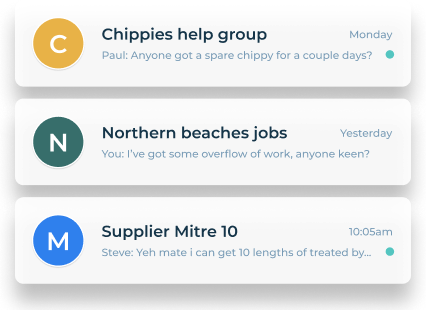 C
Chippies help group
Monday
Paul: Anyone got a spare chippy for a couple days?
N
Northern beaches jobs
Yesterday
You: I've got some overflow of work, anyone keen?
M
Supplier Mitre 10
10:05am
Steve: Yeh mate i can get 10 lengths of treated by...